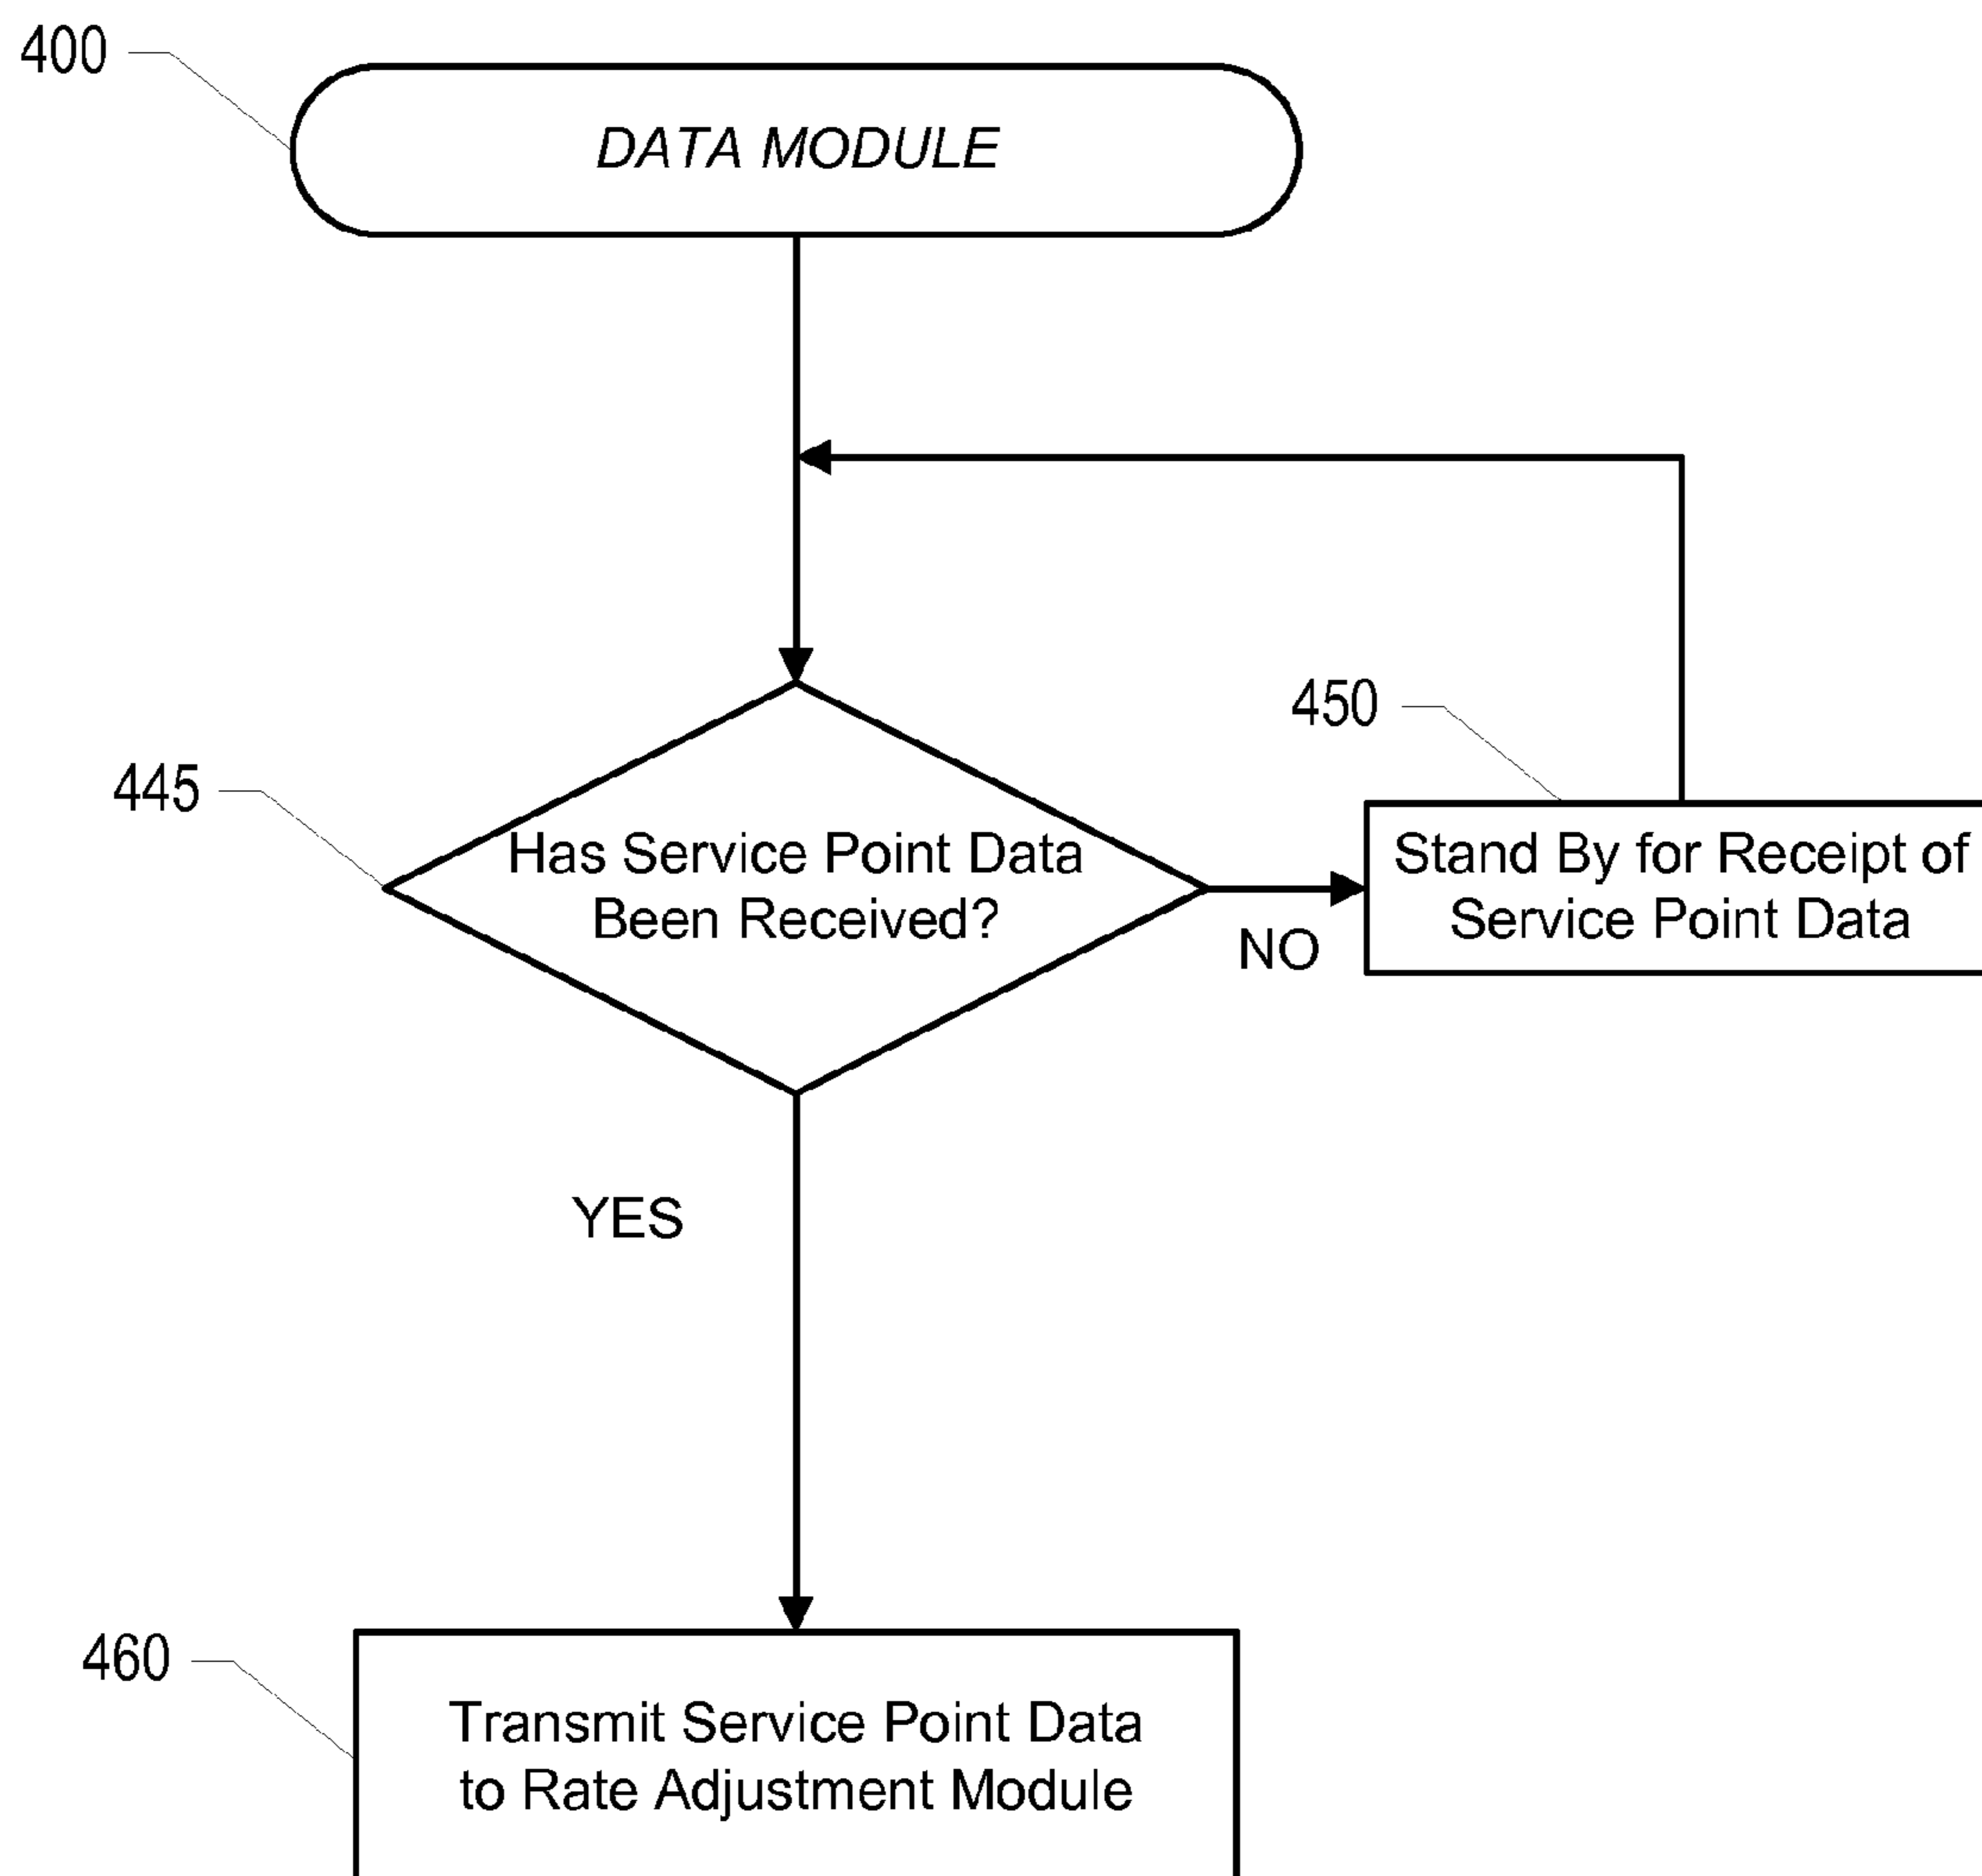 400
DATA MODULE
450
445
Has Service Point Data
Been Received?
Stand By for Receipt of
Service Point Data
NO
YES
460
Transmit Service Point Data
to Rate Adjustment Module